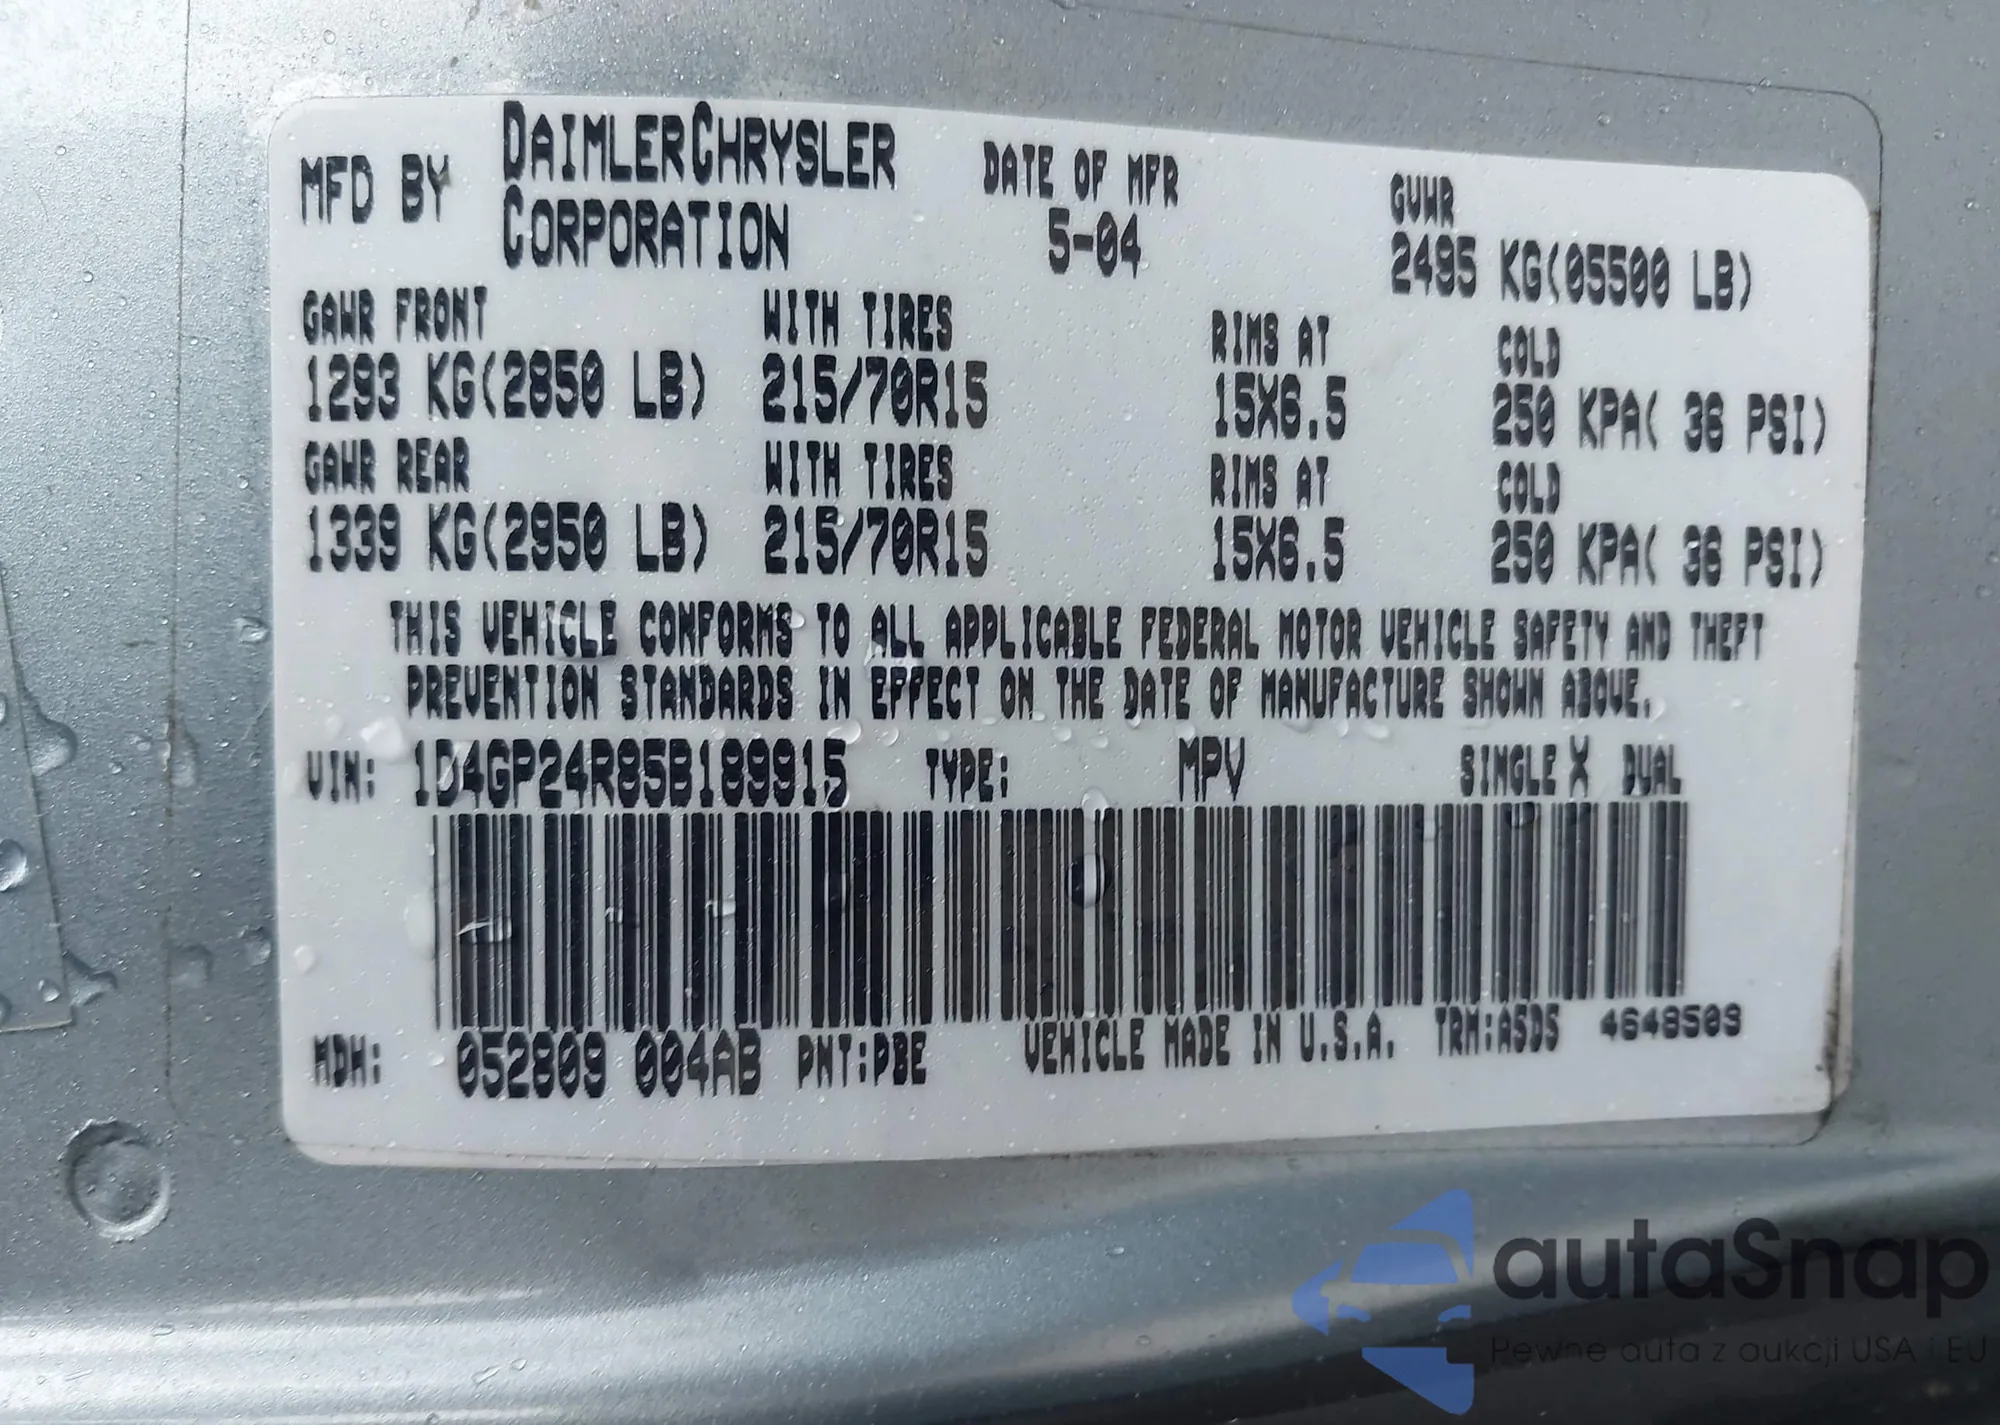 MFD BY DAIMLERCHRYSLER CORPORATION DATE OF MFR 5-04 GVWR 2495 KG(05500 LB)
GAWR FRONT WITH TIRES RIMS AT COLD
1293 KG(2850 LB) 215/70R15 15X6.5 250 KPA( 36 PSI)
GAWR REAR WITH TIRES RIMS AT COLD
1339 KG(2950 LB) 215/70R15 15X6.5 250 KPA( 36 PSI)
THIS VEHICLE CONFORMS TO ALL APPLICABLE FEDERAL MOTOR VEHICLE SAFETY AND THEFT
PREVENTION STANDARDS IN EFFECT ON THE DATE OF MANUFACTURE SHOWN ABOVE.
VIN: 1D4GP24R85B189915 TYPE: MPV SINGLE X DUAL
MDH: 052809 004AB PNT:PBE VEHICLE MADE IN U.S.A. TRM:A5D5 4648509
autaSnap
Pewne auta z aukcji USA i EU